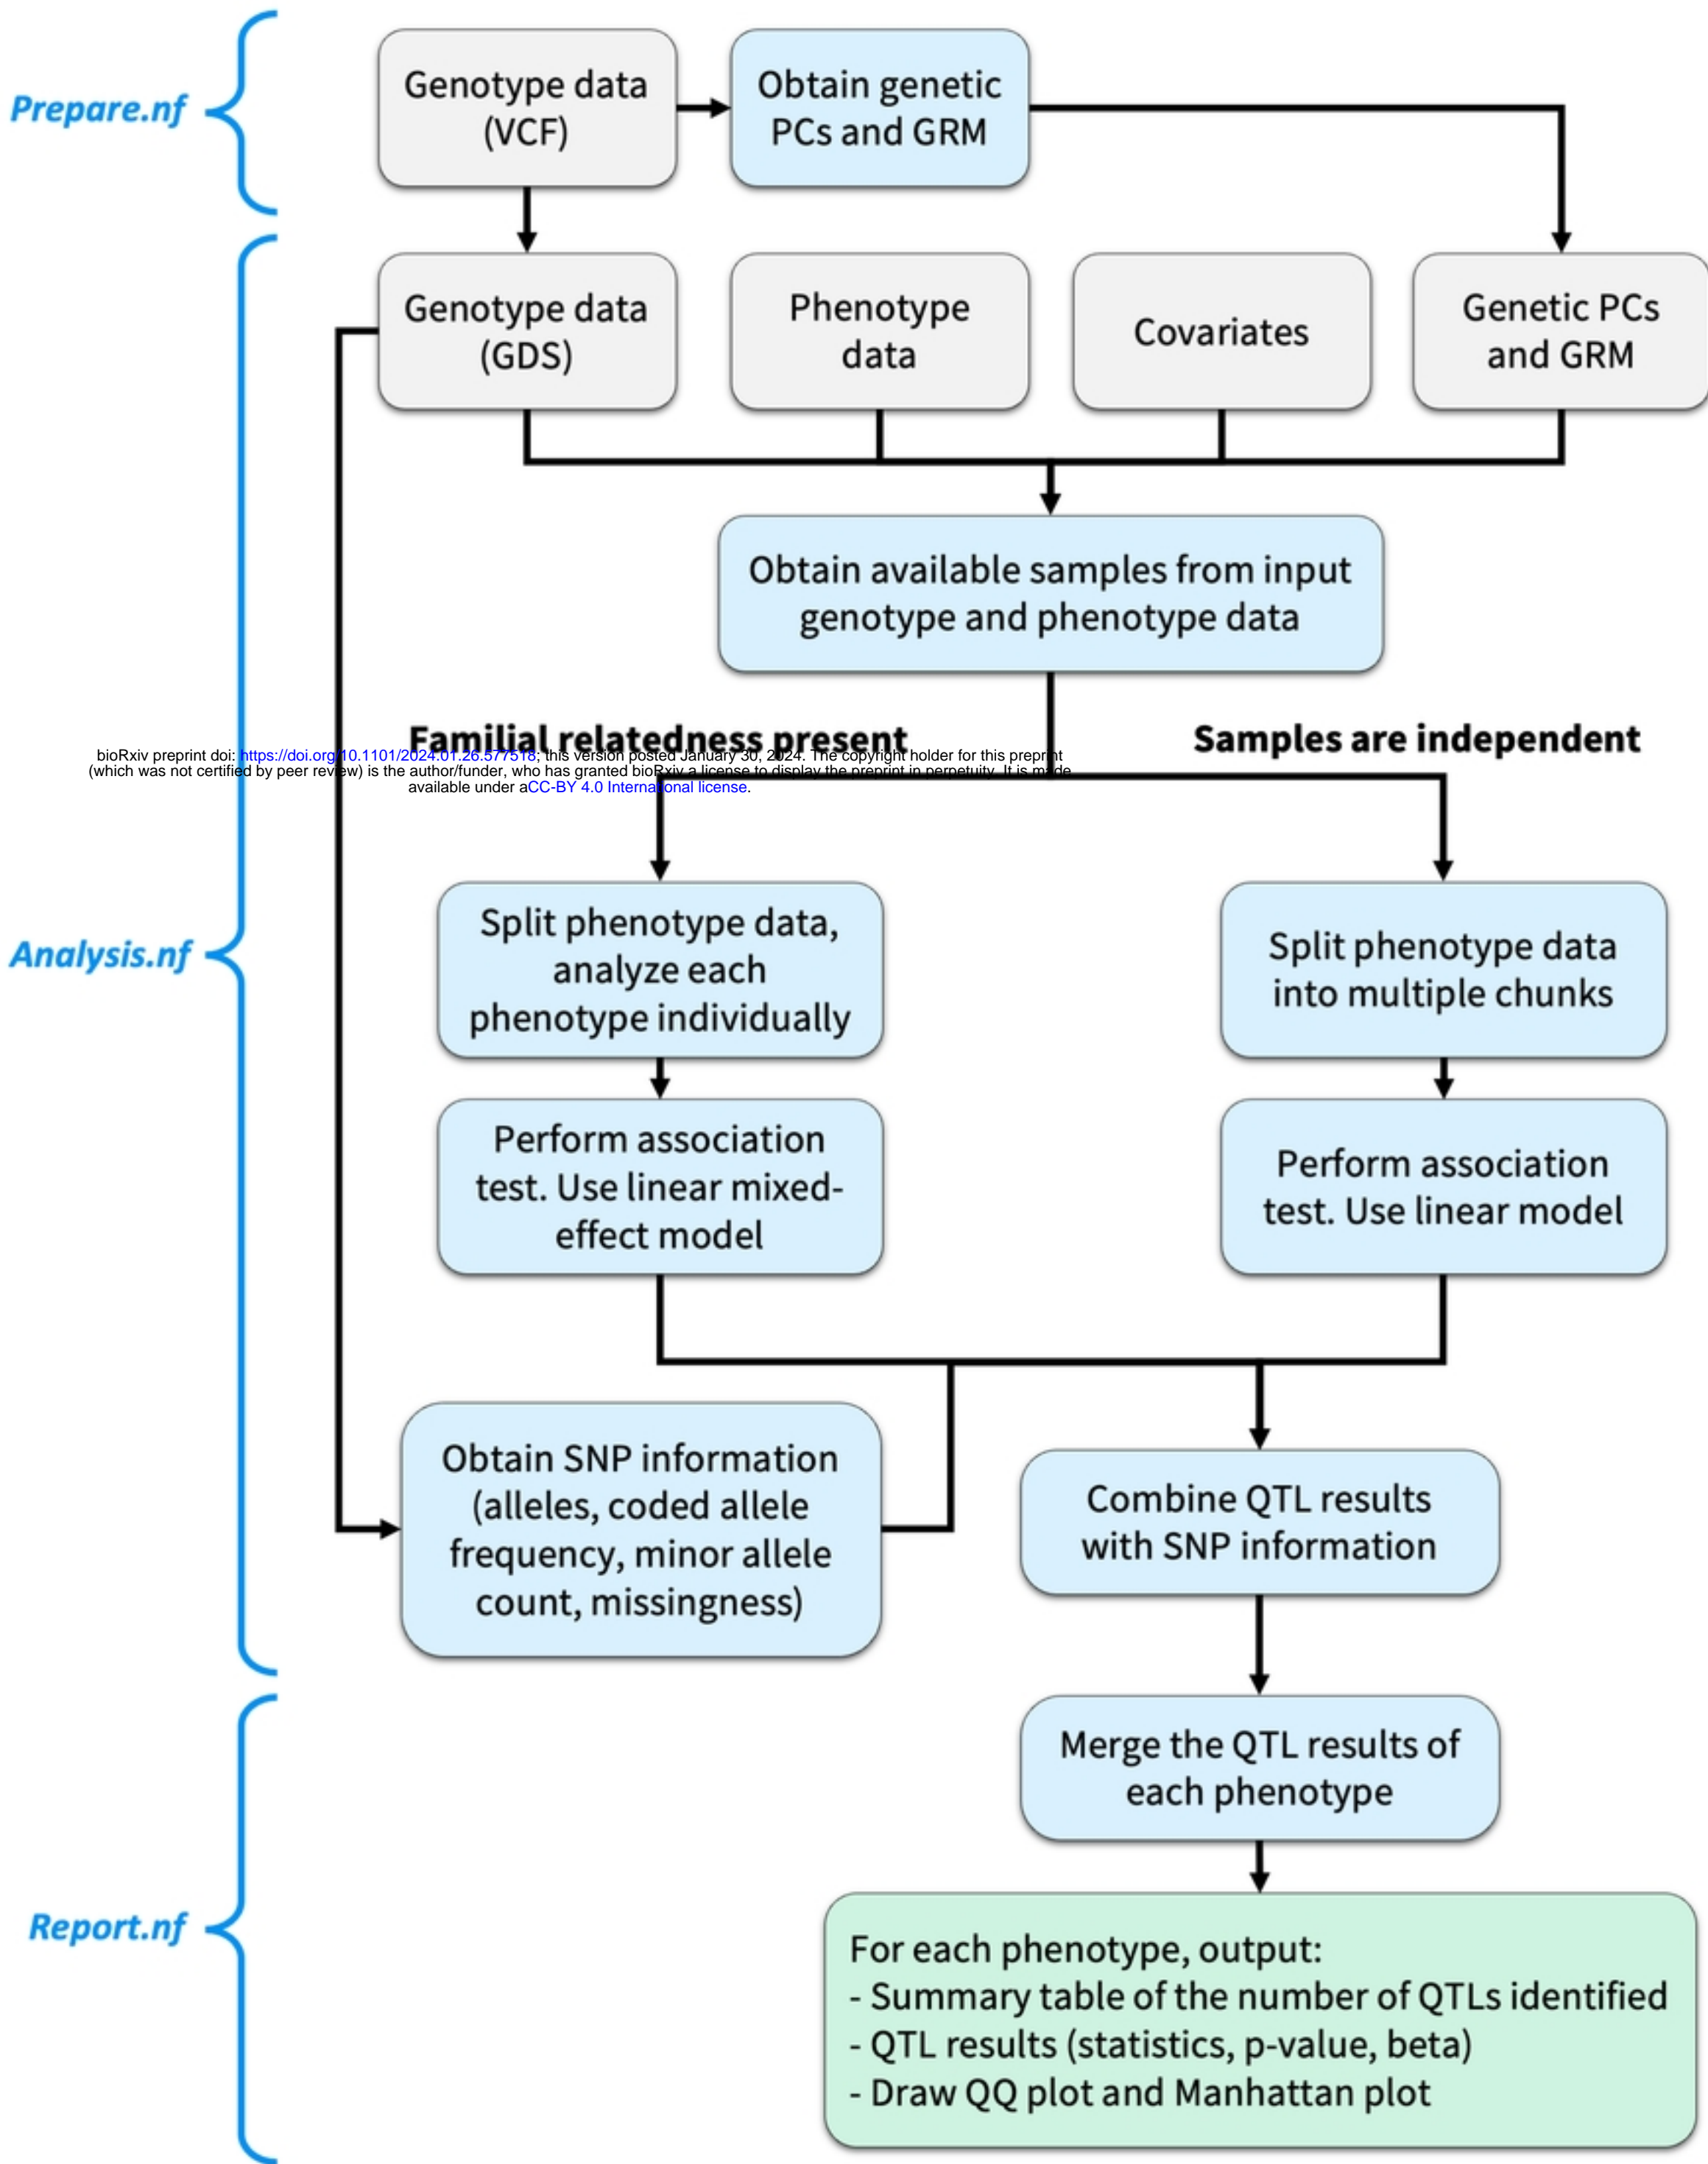 Prepare.nf
Genotype data
(VCF)
Obtain genetic
PCs and GRM
Genotype data
(GDS)
Phenotype
data
Covariates
Genetic PCs
and GRM
Obtain available samples from input
genotype and phenotype data
Familial relatedness present
Samples are independent
bioRxiv preprint doi: https://doi.org/10.1101/2024.01.26.577518; this version posted January 30, 2024. The copyright holder for this preprint
(which was not certified by peer review) is the author/funder, who has granted bioRxiv a license to display the preprint in perpetuity. It is made
available under aCC-BY 4.0 International license.
Analysis.nf
Split phenotype data,
analyze each
phenotype individually
Split phenotype data
into multiple chunks
Perform association
test. Use linear mixed-
effect model
Perform association
test. Use linear model
Obtain SNP information
(alleles, coded allele
frequency, minor allele
count, missingness)
Combine QTL results
with SNP information
Merge the QTL results of
each phenotype
Report.nf
For each phenotype, output:
- Summary table of the number of QTLs identified
- QTL results (statistics, p-value, beta)
- Draw QQ plot and Manhattan plot